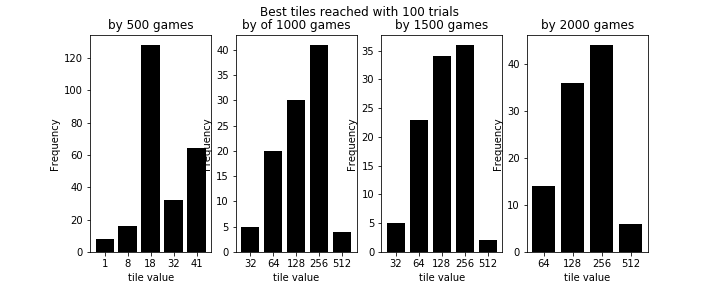 Best tiles reached with 100 trials
by 500 games
Frequency
120
100
80
60
40
20
0
1 8 18 32 41
tile value
by of 1000 games
Frequency
40
35
30
25
20
15
10
5
0
32 64 128 256 512
tile value
by 1500 games
Frequency
35
30
25
20
15
10
5
0
32 64 128 256 512
tile value
by 2000 games
Frequency
40
30
20
10
0
64 128 256 512
tile value